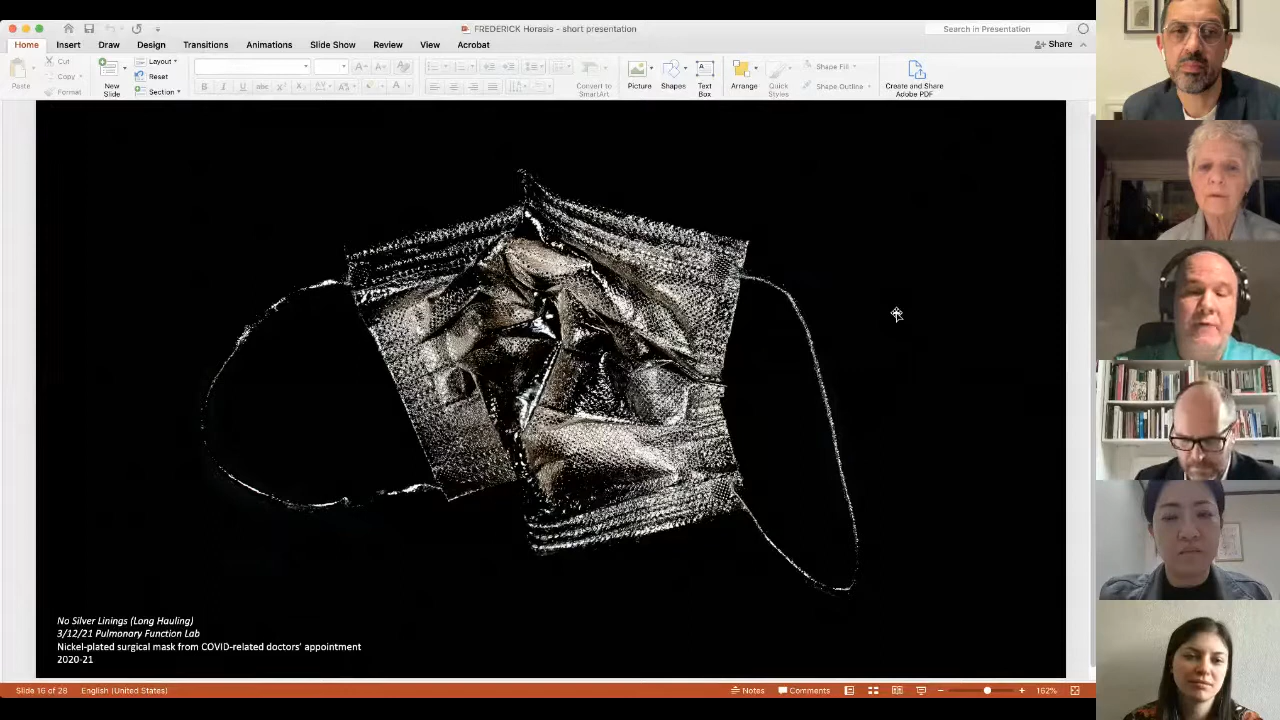 FREDERICK Horasis - short presentation
Search in Presentation
Home Insert Draw Design Transitions Animations Slide Show Review View Acrobat
Share
Paste
Cut
Copy
Format
New Slide
Layout
Reset
Section
Convert to SmartArt
Picture
Shapes
Text Box
Arrange
Quick Styles
Shape Fill
Shape Outline
Create and Share Adobe PDF
No Silver Linings (Long Hauling)
3/12/21 Pulmonary Function Lab
Nickel-plated surgical mask from COVID-related doctors' appointment
2020-21
Slide 16 of 28 English (United States)
Notes Comments 162%